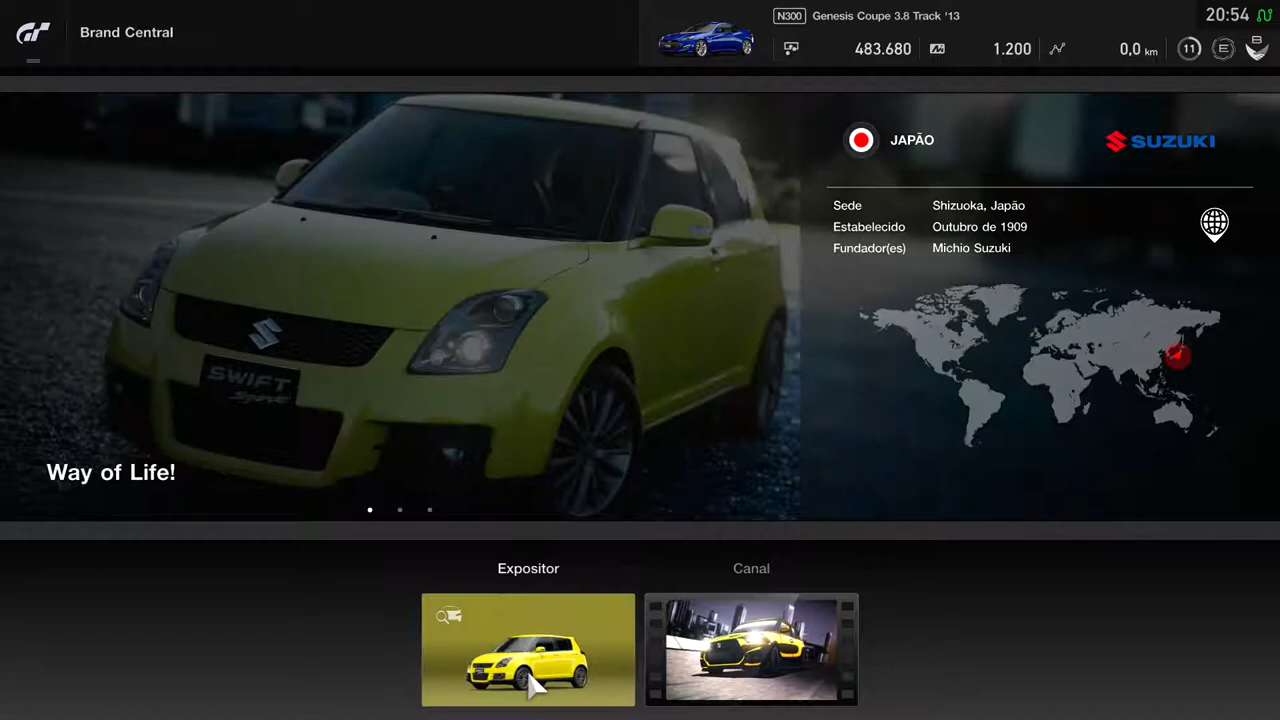 Brand Central
N300 Genesis Coupe 3.8 Track '13
483.680 1.200 0,0 km 11 E B
20:54
JAPÃO
SUZUKI
Sede Shizuoka, Japão
Estabelecido Outubro de 1909
Fundador(es) Michio Suzuki
SWIFT
Sport
Way of Life!
Expositor
Canal